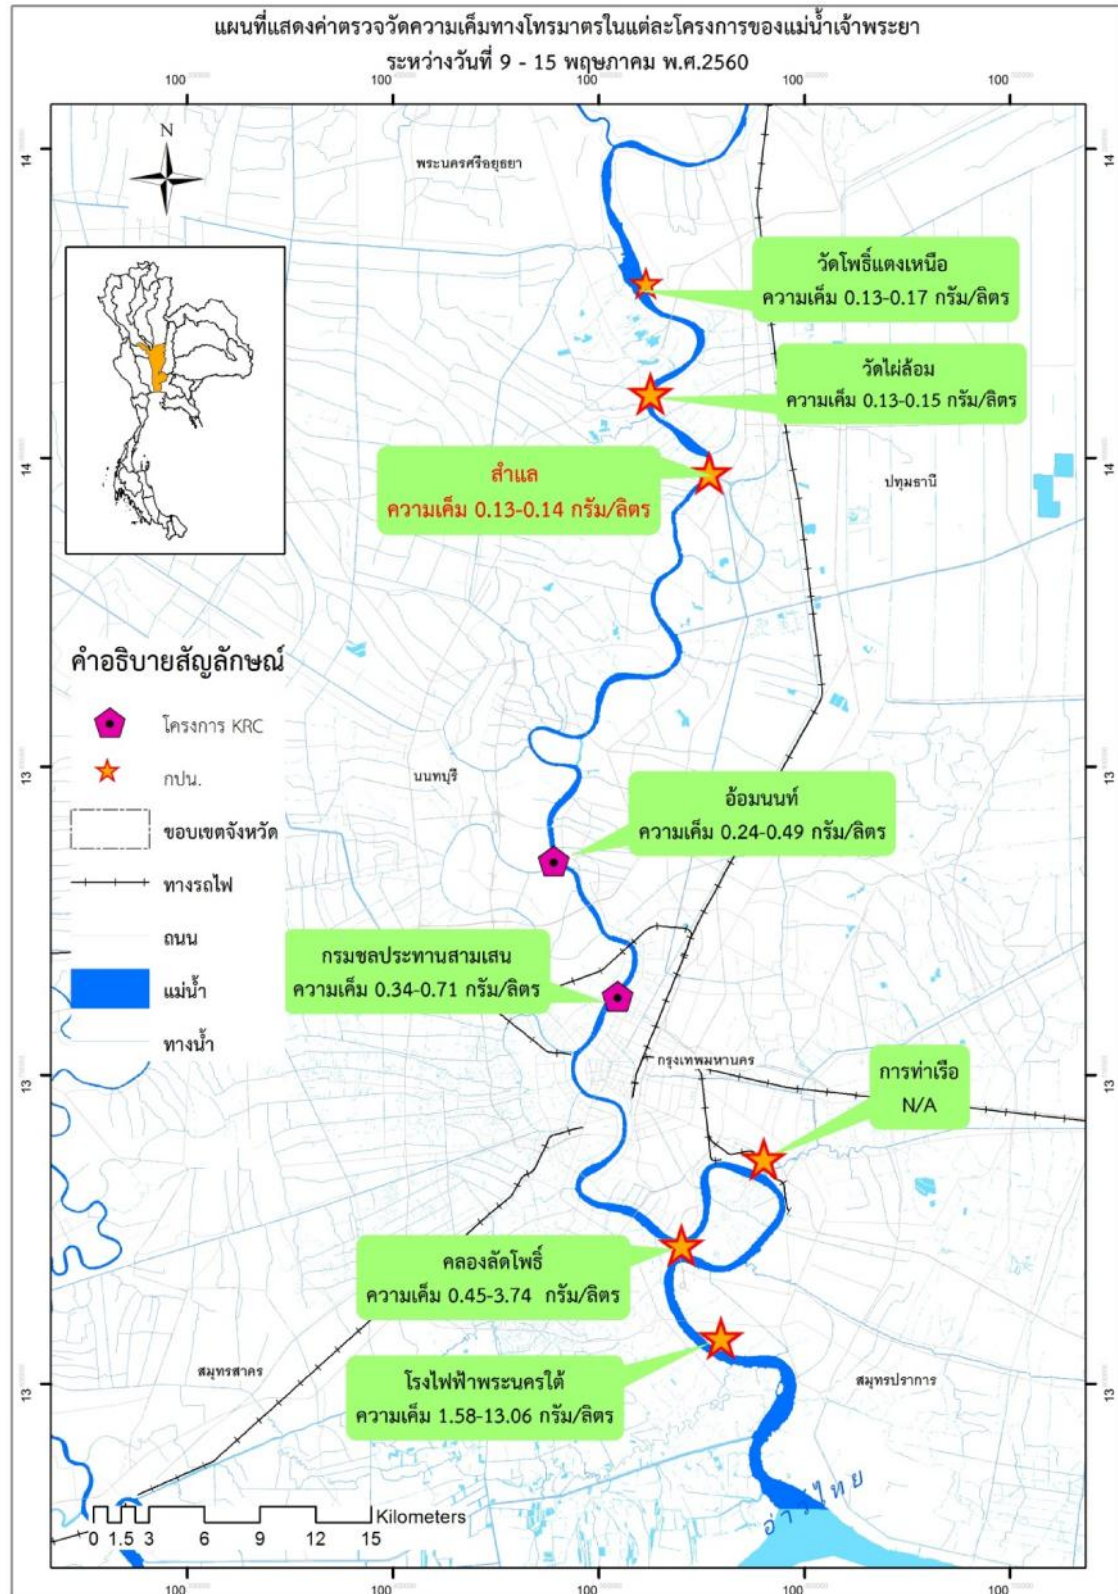 แผนที่แสดงค่าตรวจวัดความเค็มทางโทรมาตรในแต่ละโครงการของแม่น้ำเจ้าพระยา
ระหว่างวันที่ 9 - 15 พฤษภาคม พ.ศ.2560
100 100 100 100 100
N
พระนครศรีอยุธยา
14 14
วัดโพธิ์แตงเหนือ
ความเค็ม 0.13-0.17 กรัม/ลิตร
วัดไผ่ล้อม
ความเค็ม 0.13-0.15 กรัม/ลิตร
14 14
สำแล
ความเค็ม 0.13-0.14 กรัม/ลิตร
ปทุมธานี
คำอธิบายสัญลักษณ์
โครงการ KRC
กปน.
ขอบเขตจังหวัด
ทางรถไฟ
ถนน
แม่น้ำ
ทางน้ำ
13 13
นนทบุรี
อ้อมนนท์
ความเค็ม 0.24-0.49 กรัม/ลิตร
กรมชลประทานสามเสน
ความเค็ม 0.34-0.71 กรัม/ลิตร
กรุงเทพมหานคร
13 13
การท่าเรือ
N/A
คลองลัดโพธิ์
ความเค็ม 0.45-3.74 กรัม/ลิตร
สมุทรสาคร
13 13
โรงไฟฟ้าพระนครใต้
ความเค็ม 1.58-13.06 กรัม/ลิตร
สมุทรปราการ
อ่าวไทย
Kilometers
0 1.5 3 6 9 12 15
100 100 100 100 100